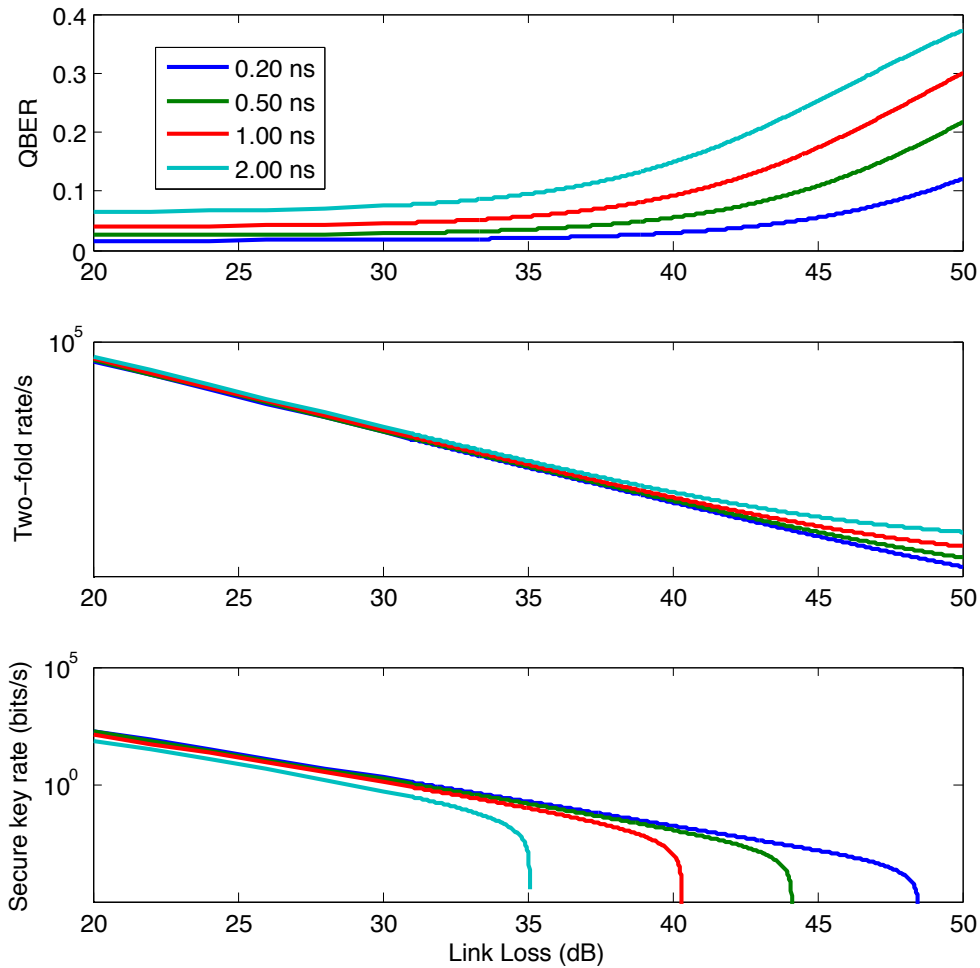 0.4
0.3
0.2
0.1
0
QBER
0.20 ns
0.50 ns
1.00 ns
2.00 ns
20 25 30 35 40 45 50
10^5
Two-fold rate/s
20 25 30 35 40 45 50
10^5
10^0
Secure key rate (bits/s)
20 25 30 35 40 45 50
Link Loss (dB)